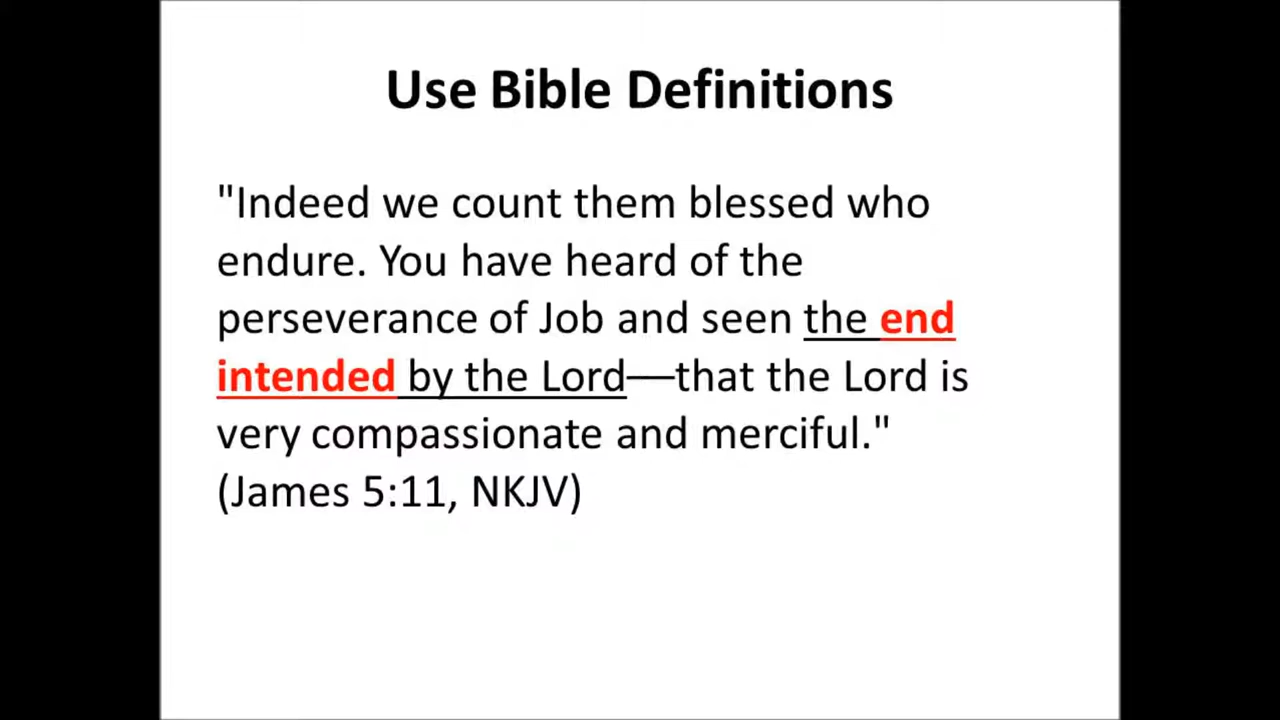 Use Bible Definitions
"Indeed we count them blessed who
endure. You have heard of the
perseverance of Job and seen the end
intended by the Lord—that the Lord is
very compassionate and merciful."
(James 5:11, NKJV)